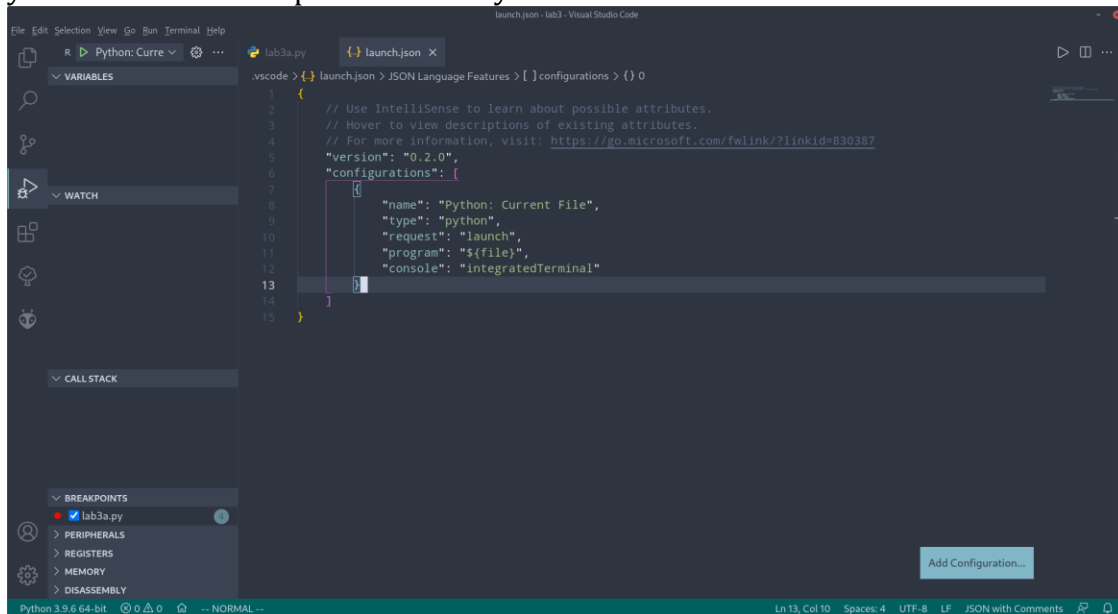 launch.json - lab3 - Visual Studio Code
File Edit Selection View Go Run Terminal Help
R Python: Curre
lab3a.py
launch.json
.vscode > {..} launch.json > JSON Language Features > [ ] configurations > {} 0
VARIABLES
WATCH
CALL STACK
BREAKPOINTS
lab3a.py 4
PERIPHERALS
REGISTERS
MEMORY
DISASSEMBLY
1 {
2 // Use IntelliSense to learn about possible attributes.
3 // Hover to view descriptions of existing attributes.
4 // For more information, visit: https://go.microsoft.com/fwlink/?linkid=830387
5 "version": "0.2.0",
6 "configurations": [
7 {
8 "name": "Python: Current File",
9 "type": "python",
10 "request": "launch",
11 "program": "${file}",
12 "console": "integratedTerminal"
13 }
14 ]
15 }
Add Configuration...
Python 3.9.6 64-bit 0 0 -- NORMAL -- Ln 13, Col 10 Spaces: 4 UTF-8 LF JSON with Comments